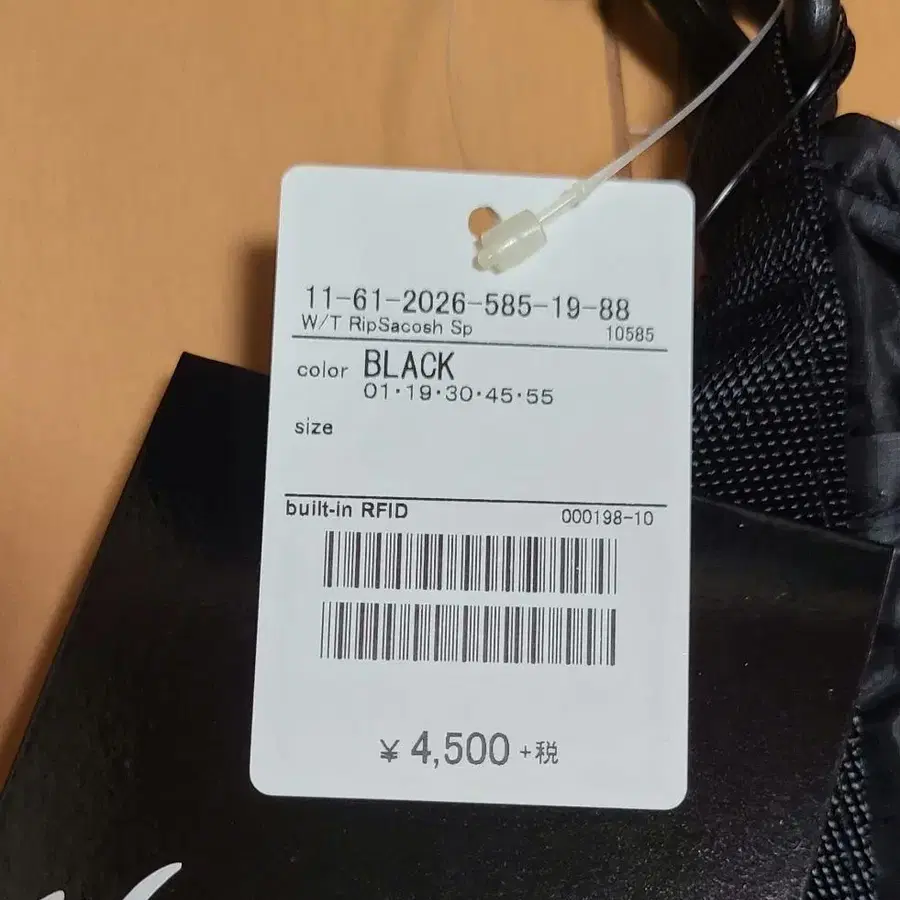 11-61-2026-585-19-88
W/T RipSacosh Sp 10585
color BLACK
01·19·30·45·55
size
built-in RFID 000198-10
¥ 4,500 +税